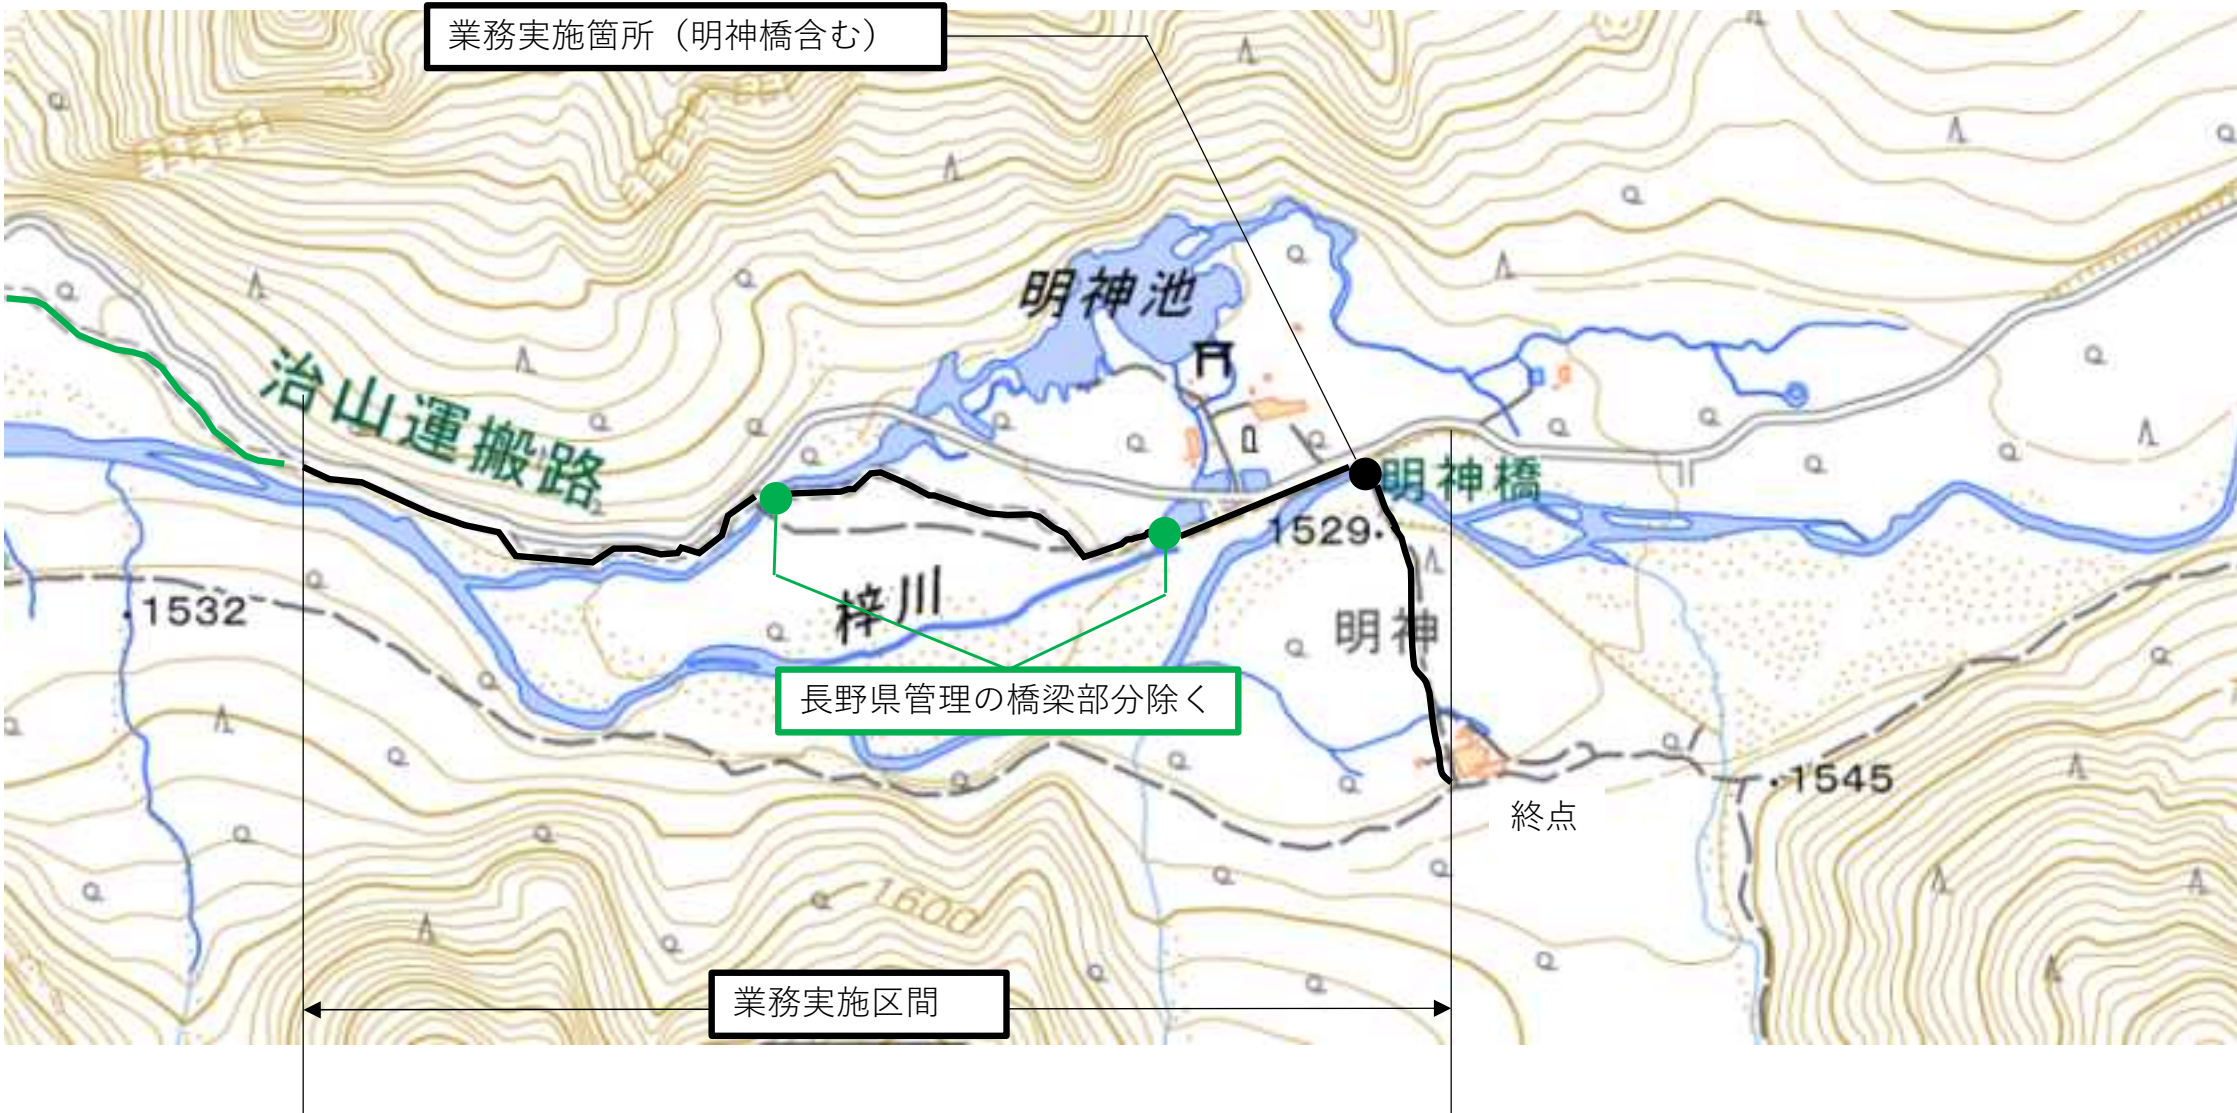 業務実施箇所（明神橋含む）
明神池
治山運搬路
明神橋
1529
1532
梓川
明神
長野県管理の橋梁部分除く
1545
終点
1600
業務実施区間